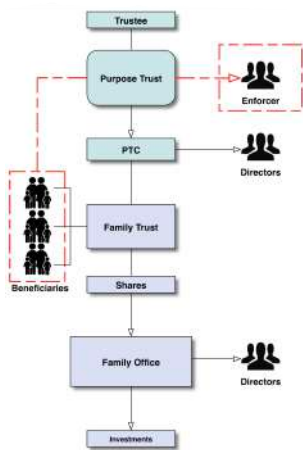 Trustee
Purpose Trust
Enforcer
PTC
Directors
Family Trust
Beneficiaries
Shares
Family Office
Directors
Investments